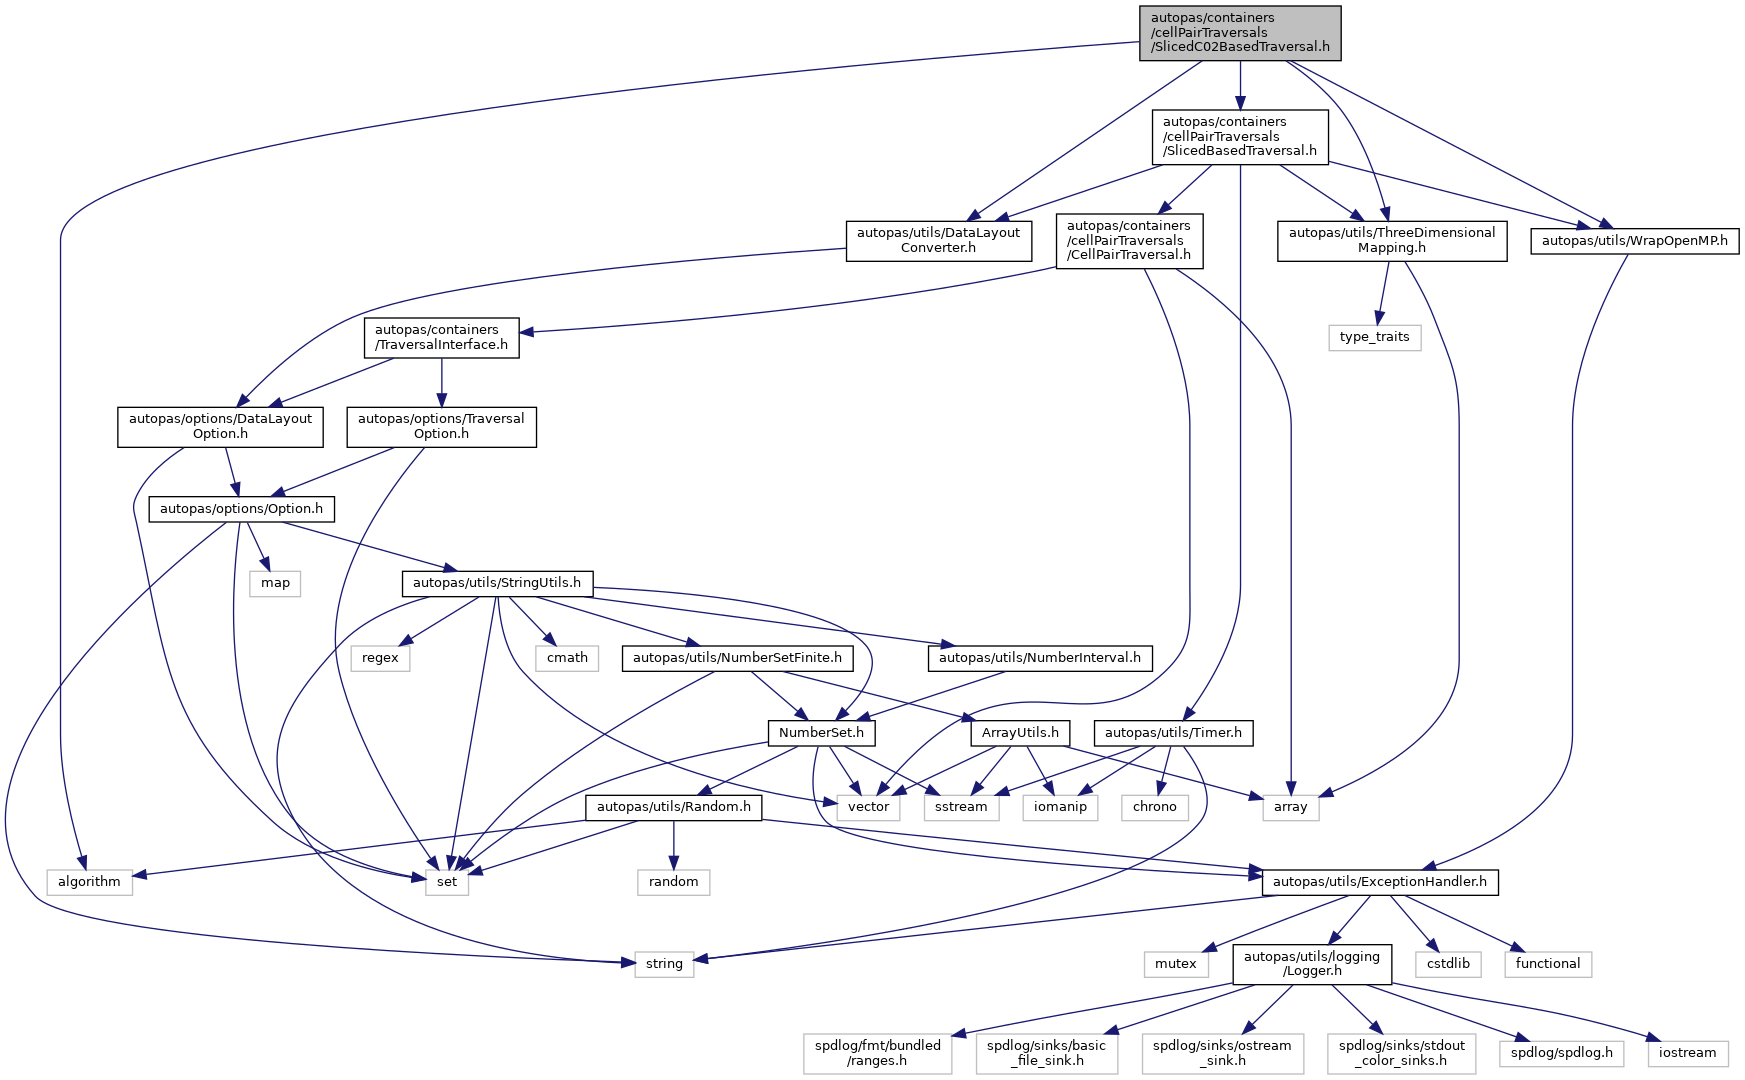 autopas/containers
/cellPairTraversals
/SlicedC02BasedTraversal.h
autopas/containers
/cellPairTraversals
/SlicedBasedTraversal.h
autopas/utils/DataLayout
Converter.h
autopas/containers
/cellPairTraversals
/CellPairTraversal.h
autopas/utils/ThreeDimensional
Mapping.h
autopas/utils/WrapOpenMP.h
autopas/containers
/TraversalInterface.h
type_traits
autopas/options/DataLayout
Option.h
autopas/options/Traversal
Option.h
autopas/options/Option.h
map
autopas/utils/StringUtils.h
regex
cmath
autopas/utils/NumberSetFinite.h
autopas/utils/NumberInterval.h
NumberSet.h
ArrayUtils.h
autopas/utils/Timer.h
autopas/utils/Random.h
vector
sstream
iomanip
chrono
array
algorithm
set
random
autopas/utils/ExceptionHandler.h
string
mutex
autopas/utils/logging
/Logger.h
cstdlib
functional
spdlog/fmt/bundled
/ranges.h
spdlog/sinks/basic
_file_sink.h
spdlog/sinks/ostream
_sink.h
spdlog/sinks/stdout
_color_sinks.h
spdlog/spdlog.h
iostream